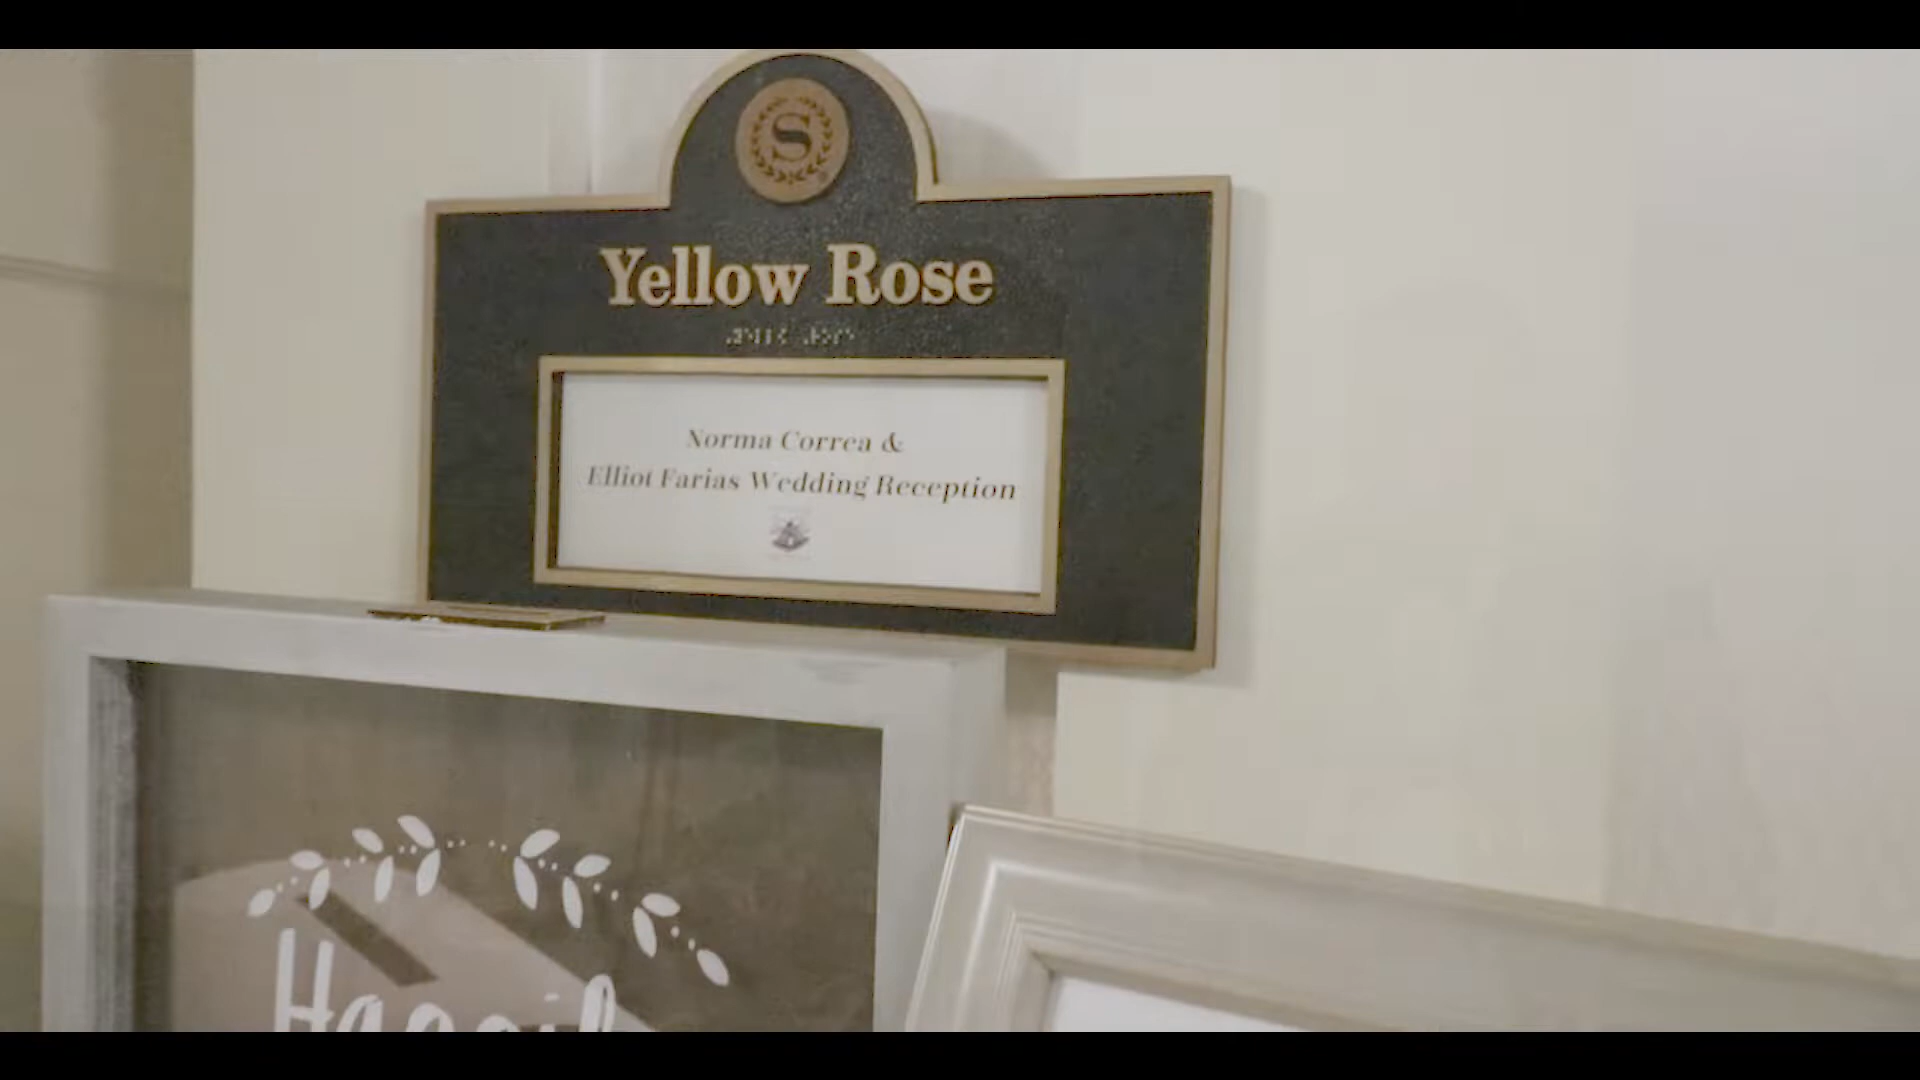 S
Yellow Rose
Norma Correa &
Elliot Farias Wedding Reception